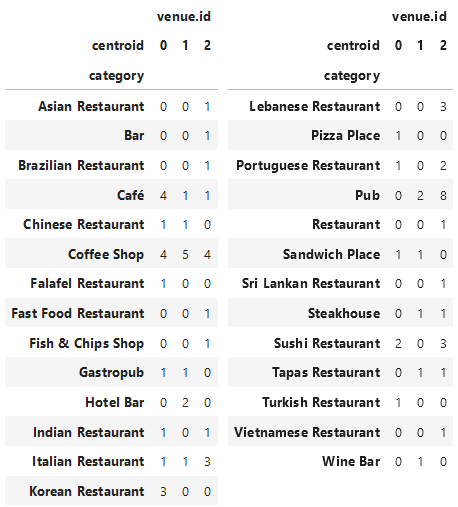 venue.id
centroid 0 1 2
category
Asian Restaurant 0 0 1
Bar 0 0 1
Brazilian Restaurant 0 0 1
Café 4 1 1
Chinese Restaurant 1 1 0
Coffee Shop 4 5 4
Falafel Restaurant 1 0 0
Fast Food Restaurant 0 0 1
Fish & Chips Shop 0 0 1
Gastropub 1 1 0
Hotel Bar 0 2 0
Indian Restaurant 1 0 1
Italian Restaurant 1 1 3
Korean Restaurant 3 0 0
venue.id
centroid 0 1 2
category
Lebanese Restaurant 0 0 3
Pizza Place 1 0 0
Portuguese Restaurant 1 0 2
Pub 0 2 8
Restaurant 0 0 1
Sandwich Place 1 1 0
Sri Lankan Restaurant 0 0 1
Steakhouse 0 1 1
Sushi Restaurant 2 0 3
Tapas Restaurant 0 1 1
Turkish Restaurant 1 0 0
Vietnamese Restaurant 0 0 1
Wine Bar 0 1 0